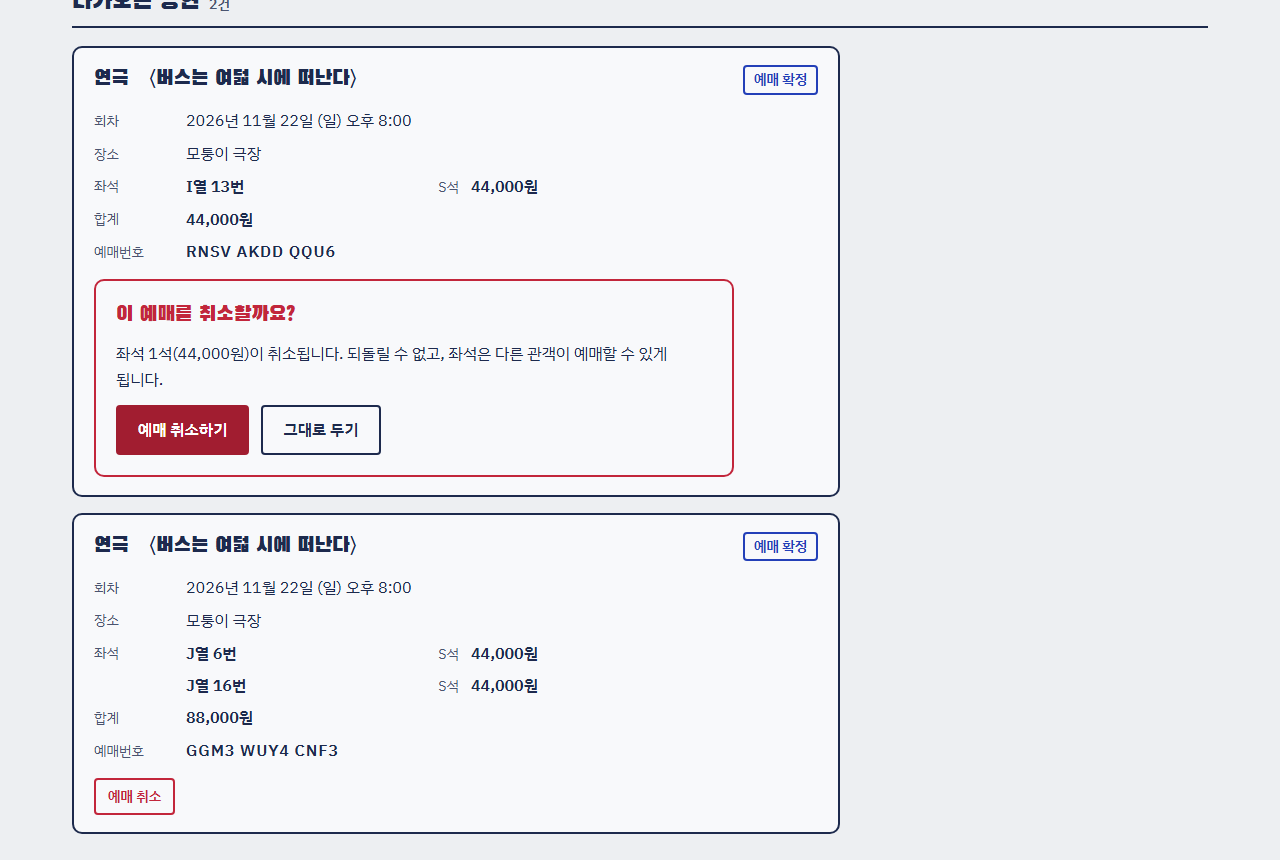 다가오는 공연 2건
연극 〈버스는 여덟 시에 떠난다〉 예매 확정
회차 2026년 11월 22일 (일) 오후 8:00
장소 모퉁이 극장
좌석 I열 13번 S석 44,000원
합계 44,000원
예매번호 RNSV AKDD QQU6
이 예매를 취소할까요?
좌석 1석(44,000원)이 취소됩니다. 되돌릴 수 없고, 좌석은 다른 관객이 예매할 수 있게
됩니다.
예매 취소하기 그대로 두기
연극 〈버스는 여덟 시에 떠난다〉 예매 확정
회차 2026년 11월 22일 (일) 오후 8:00
장소 모퉁이 극장
좌석 J열 6번 S석 44,000원
J열 16번 S석 44,000원
합계 88,000원
예매번호 GGM3 WUY4 CNF3
예매 취소